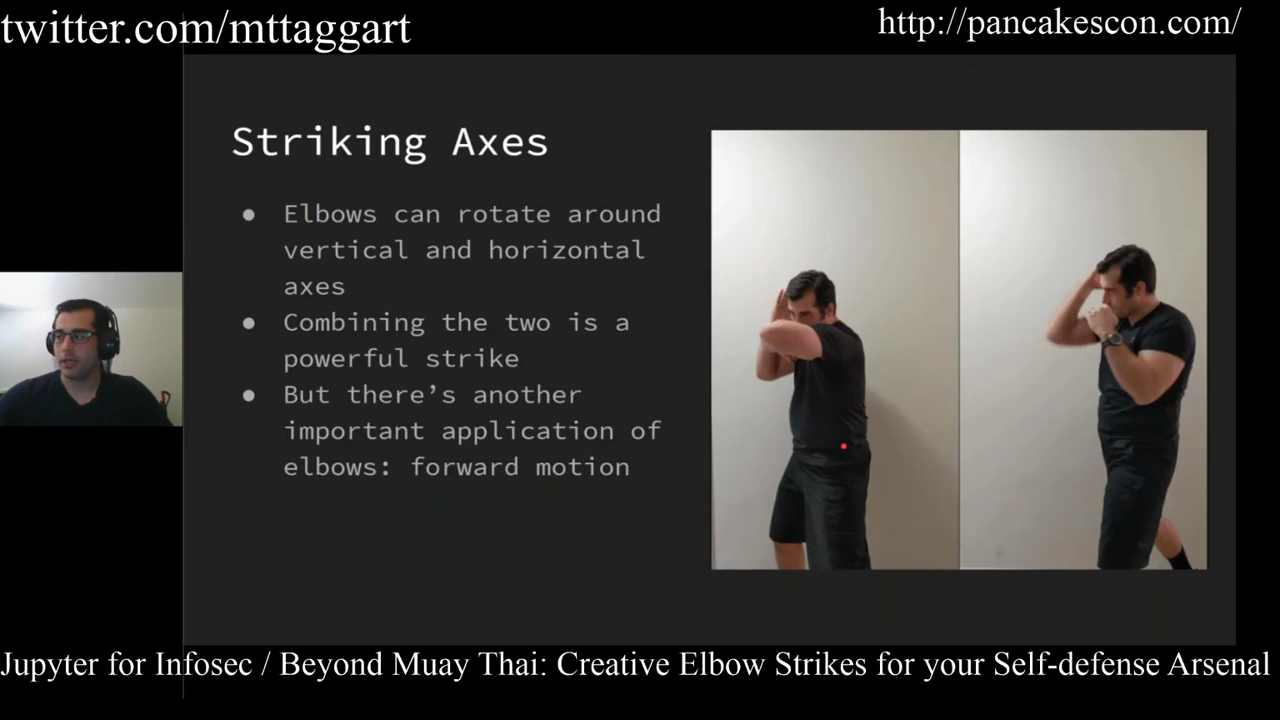 twitter.com/mttaggart
http://pancakescon.com/
Striking Axes
● Elbows can rotate around
vertical and horizontal
axes
● Combining the two is a
powerful strike
● But there’s another
important application of
elbows: forward motion
Jupyter for Infosec / Beyond Muay Thai: Creative Elbow Strikes for your Self-defense Arsenal